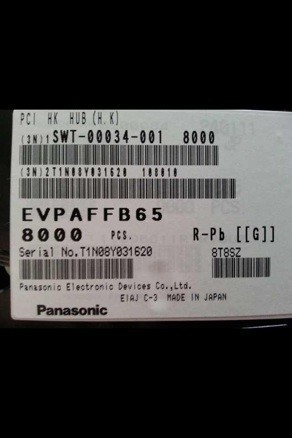 PCI HK HUB(H.K)
(3N)1SWT-00034-001 8000
(3N)2T1N08Y031620 108010
EVPAFFB65
8000 PCS. R-Pb [[G]]
Serial No.T1N08Y031620 8T8SZ
Panasonic Electronic Devices Co.,Ltd.
EIAJ C-3 MADE IN JAPAN
Panasonic